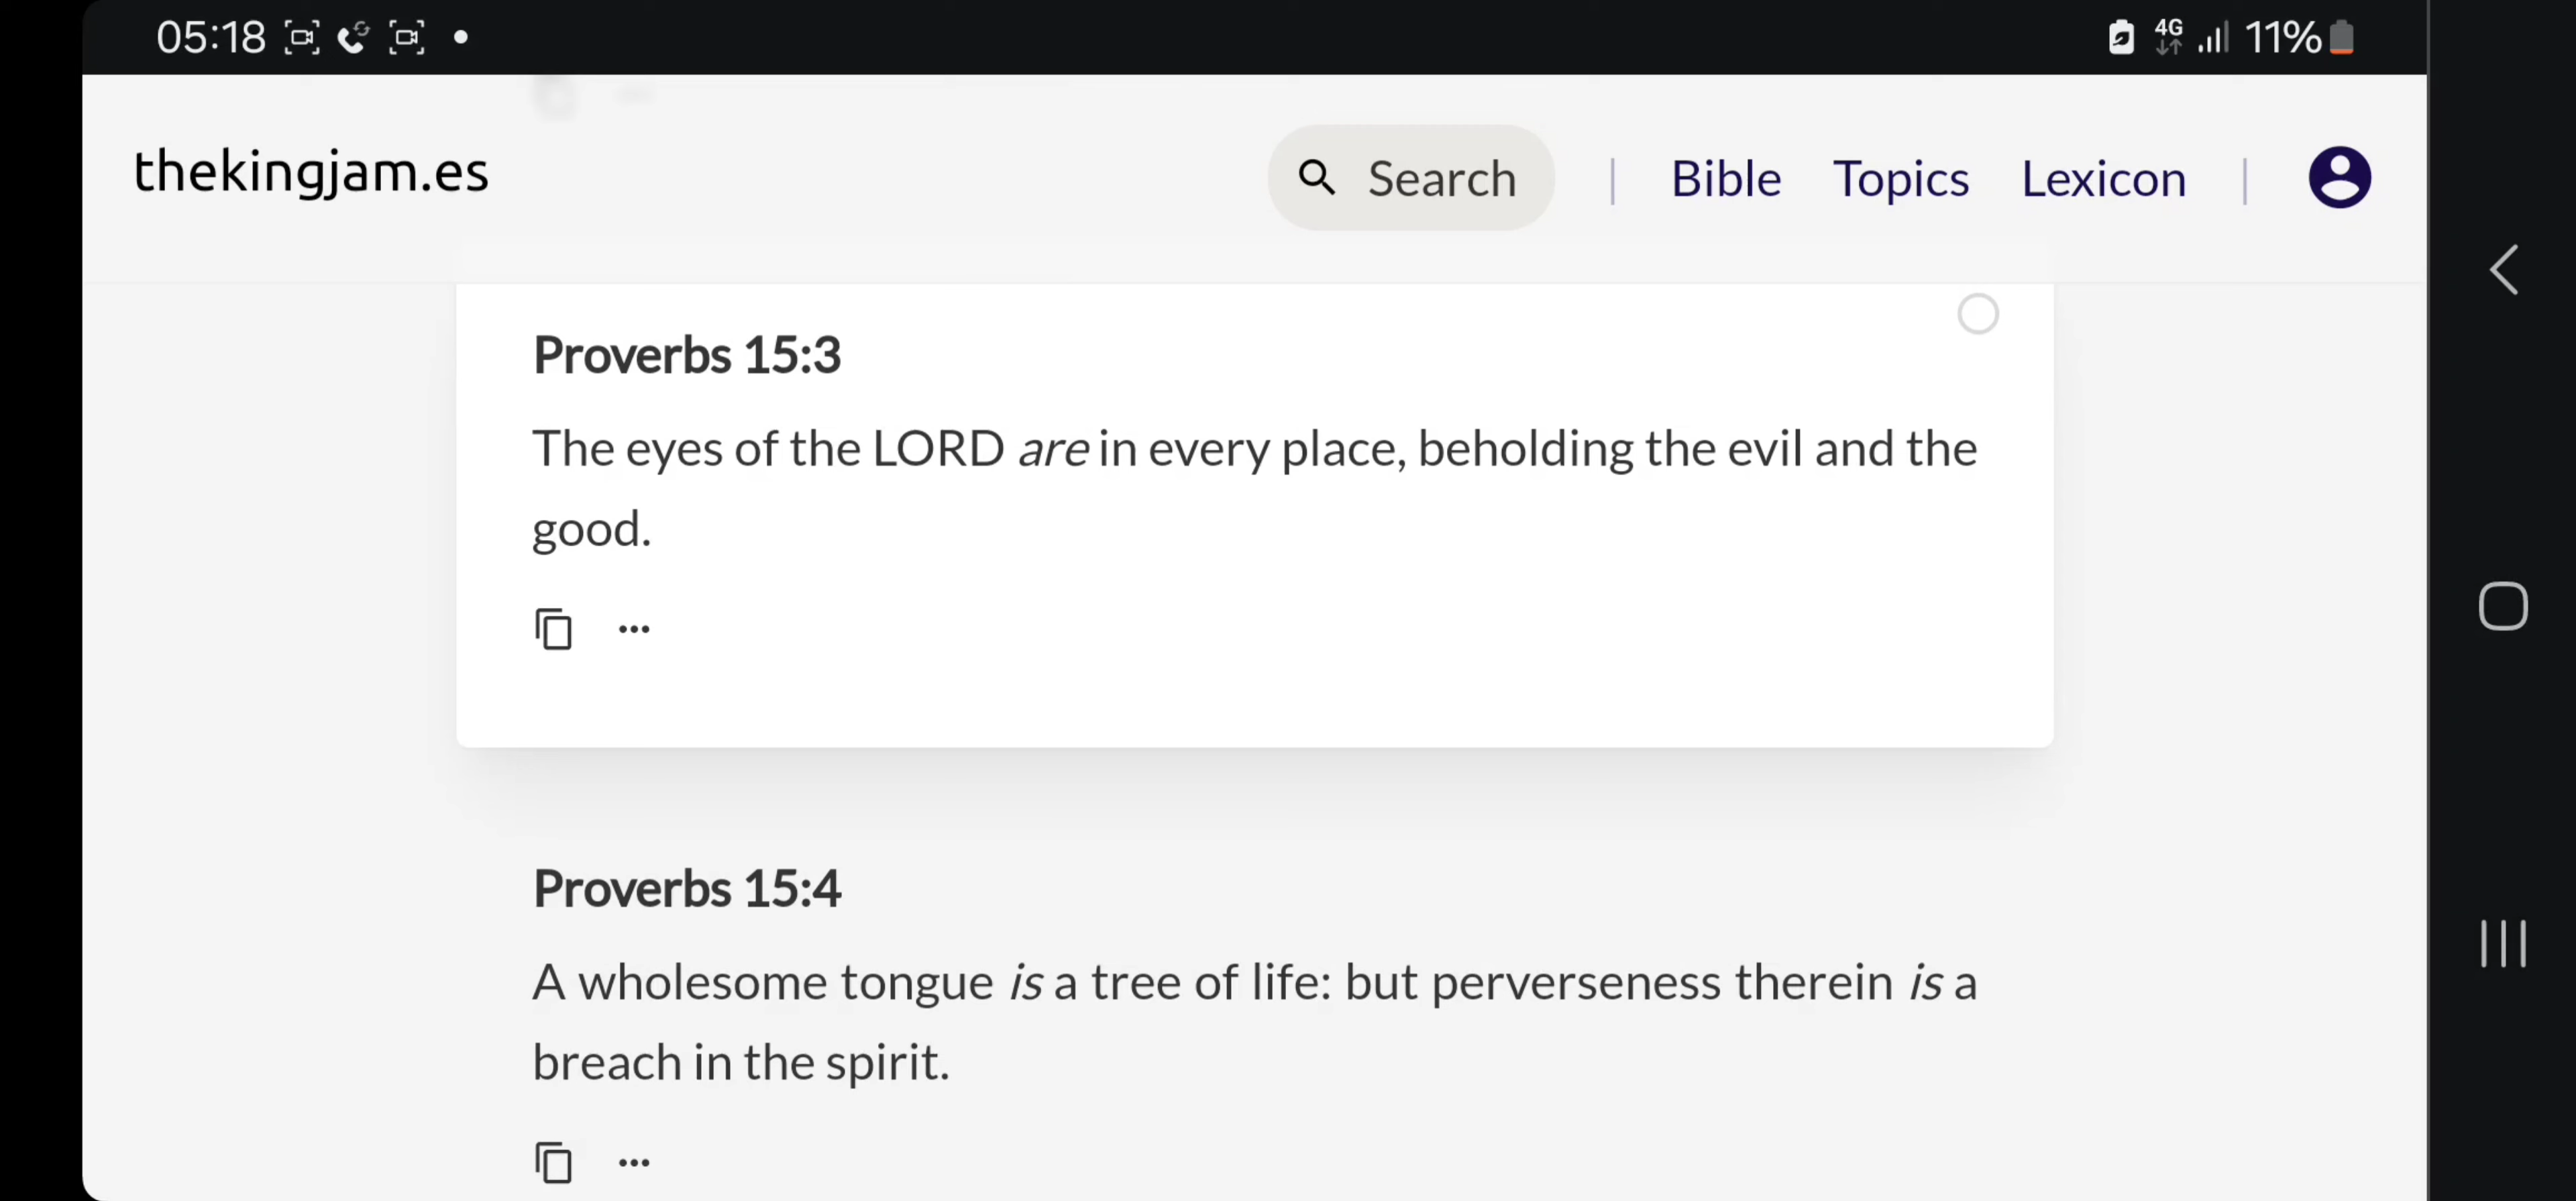 05:18 4G 11%
thekingjam.es Search | Bible Topics Lexicon |
Proverbs 15:3
The eyes of the LORD are in every place, beholding the evil and the
good.
Proverbs 15:4
A wholesome tongue is a tree of life: but perverseness therein is a
breach in the spirit.